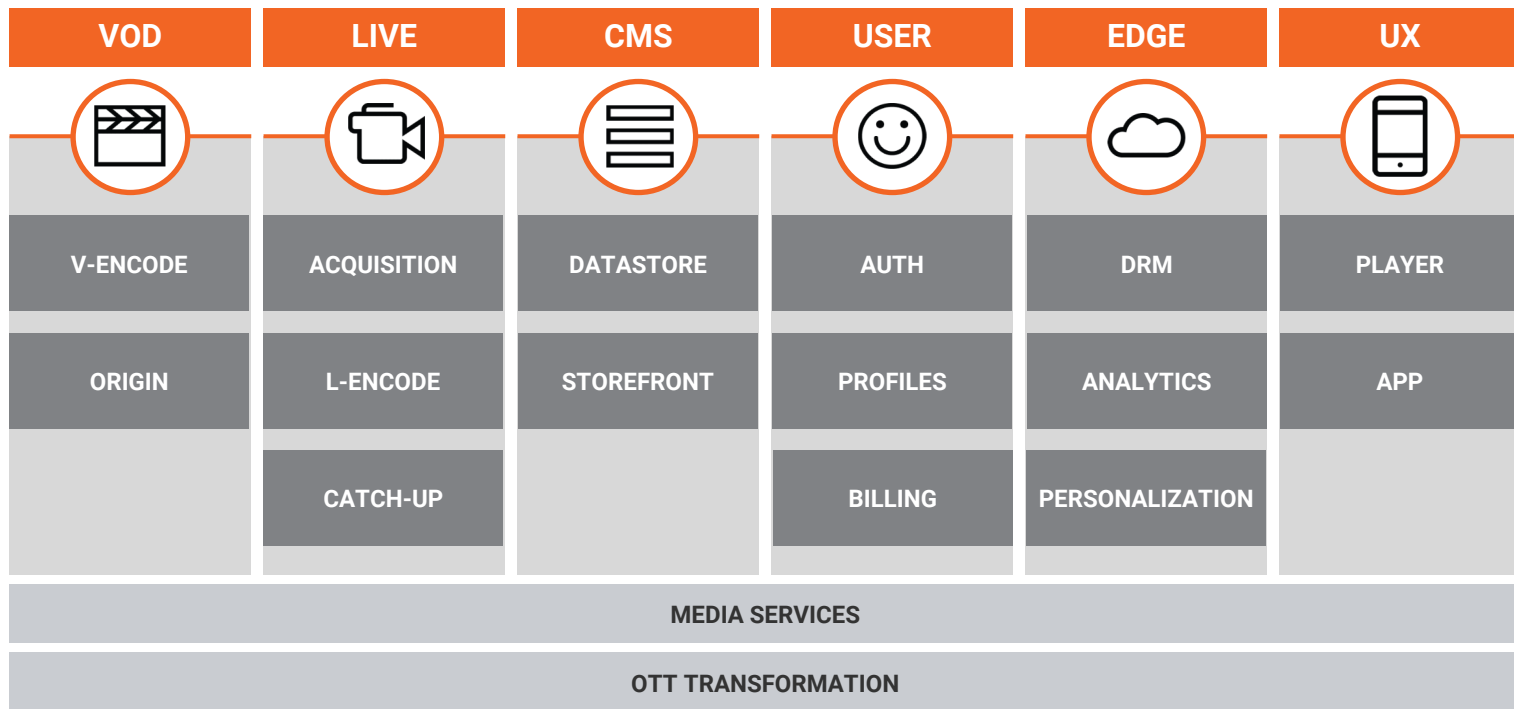 VOD
LIVE
CMS
USER
EDGE
UX
V-ENCODE
ACQUISITION
DATASTORE
AUTH
DRM
PLAYER
ORIGIN
L-ENCODE
STOREFRONT
PROFILES
ANALYTICS
APP
CATCH-UP
BILLING
PERSONALIZATION
MEDIA SERVICES
OTT TRANSFORMATION